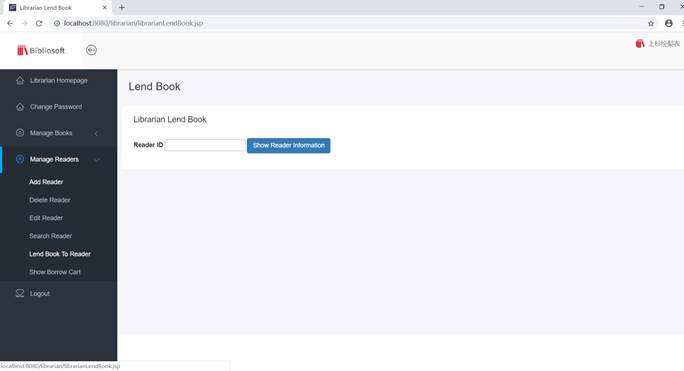 Librarian Lend Book
localhost:8080/librarian/librarianLendBook.jsp
Bibliosoft
上杉绘梨衣
Librarian Homepage
Change Password
Manage Books
Manage Readers
Add Reader
Delete Reader
Edit Reader
Search Reader
Lend Book To Reader
Show Borrow Cart
Logout
Lend Book
Librarian Lend Book
Reader ID Show Reader Information
localhost:8080/librarian/librarianLendBook.jsp